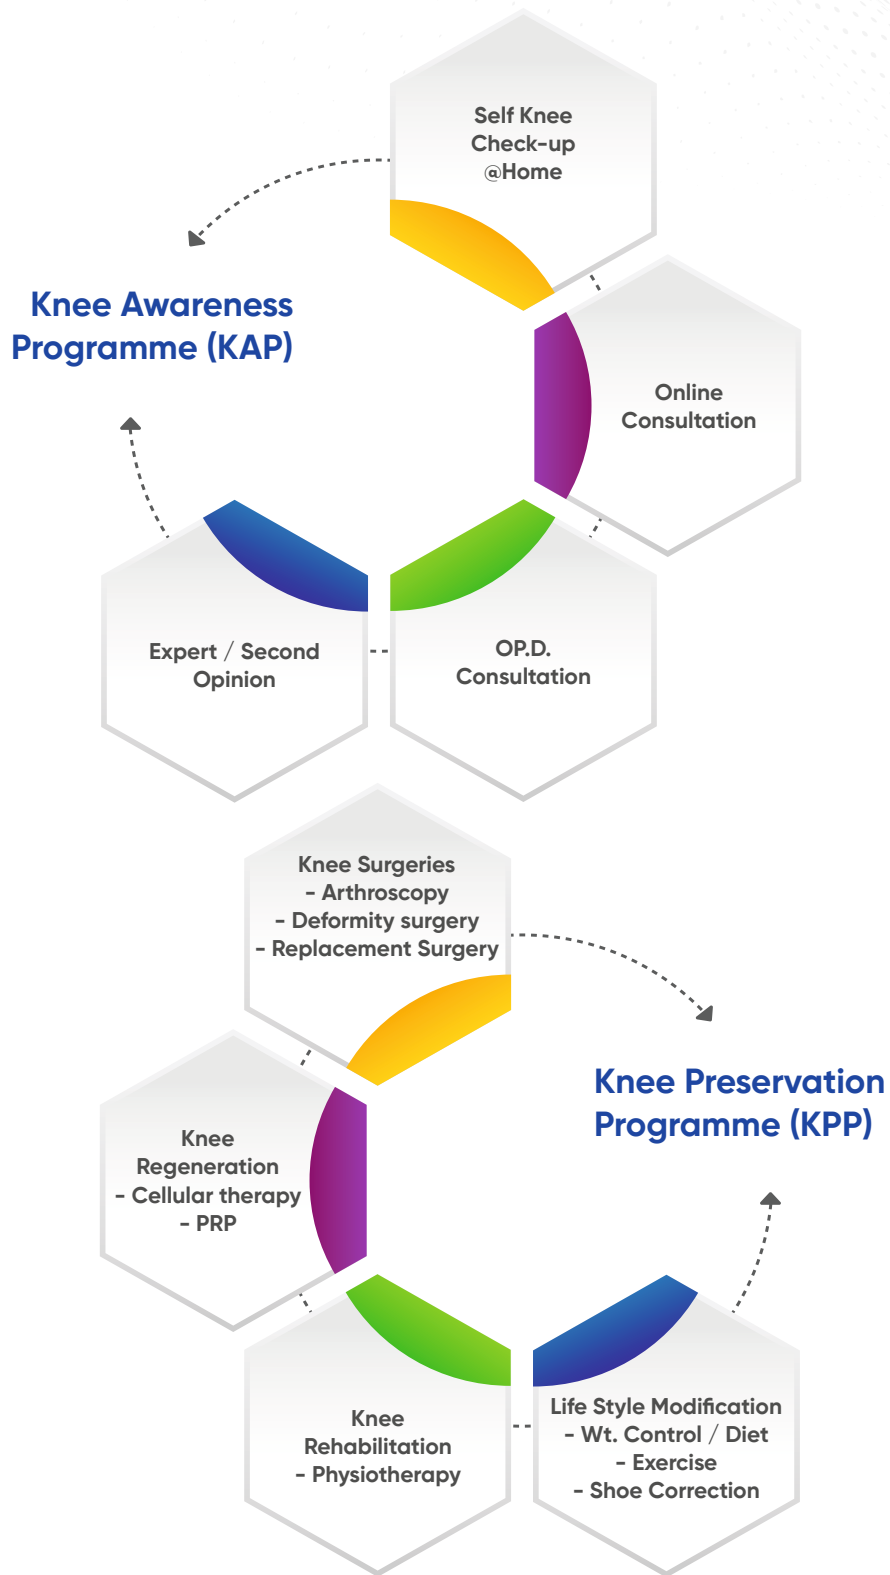 Self Knee
Check-up
@Home
Knee Awareness
Programme (KAP)
Online
Consultation
Expert / Second
Opinion
OP.D.
Consultation
Knee Surgeries
- Arthroscopy
- Deformity surgery
- Replacement Surgery
Knee Preservation
Programme (KPP)
Knee
Regeneration
- Cellular therapy
- PRP
Knee
Rehabilitation
- Physiotherapy
Life Style Modification
- Wt. Control / Diet
- Exercise
- Shoe Correction